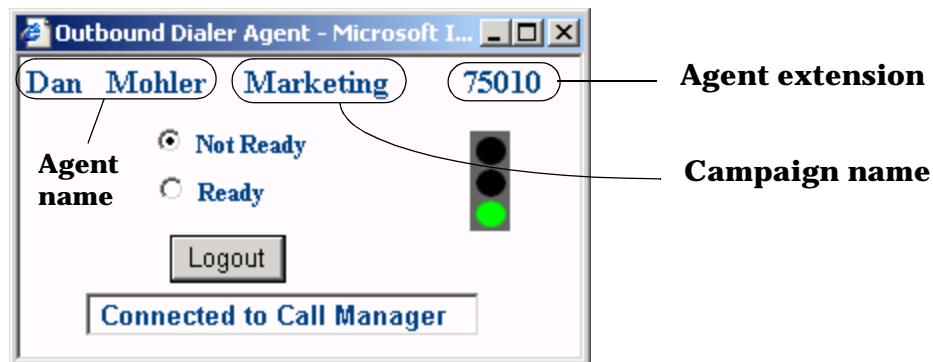 Outbound Dialer Agent - Microsoft I...
Dan Mohler Marketing 75010
Agent extension
Not Ready
Agent
name
Campaign name
Ready
Logout
Connected to Call Manager